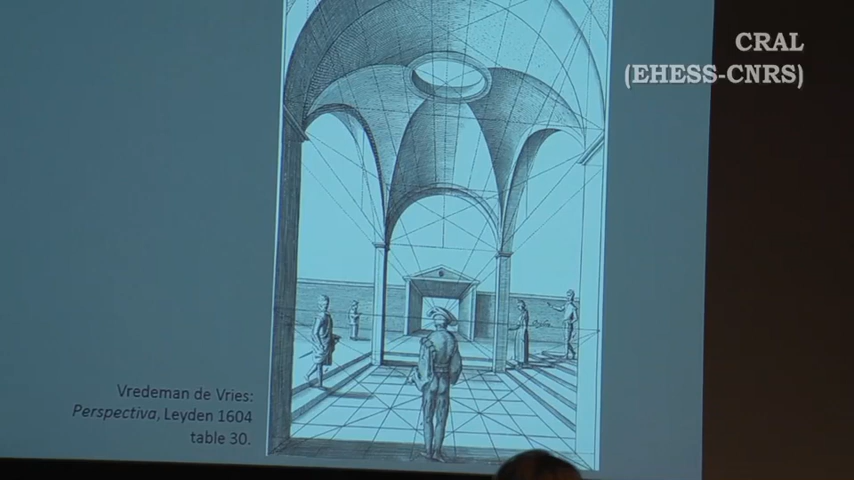 CRAL
(EHESS-CNRS)
Vredeman de Vries:
Perspectiva, Leyden 1604
table 30.